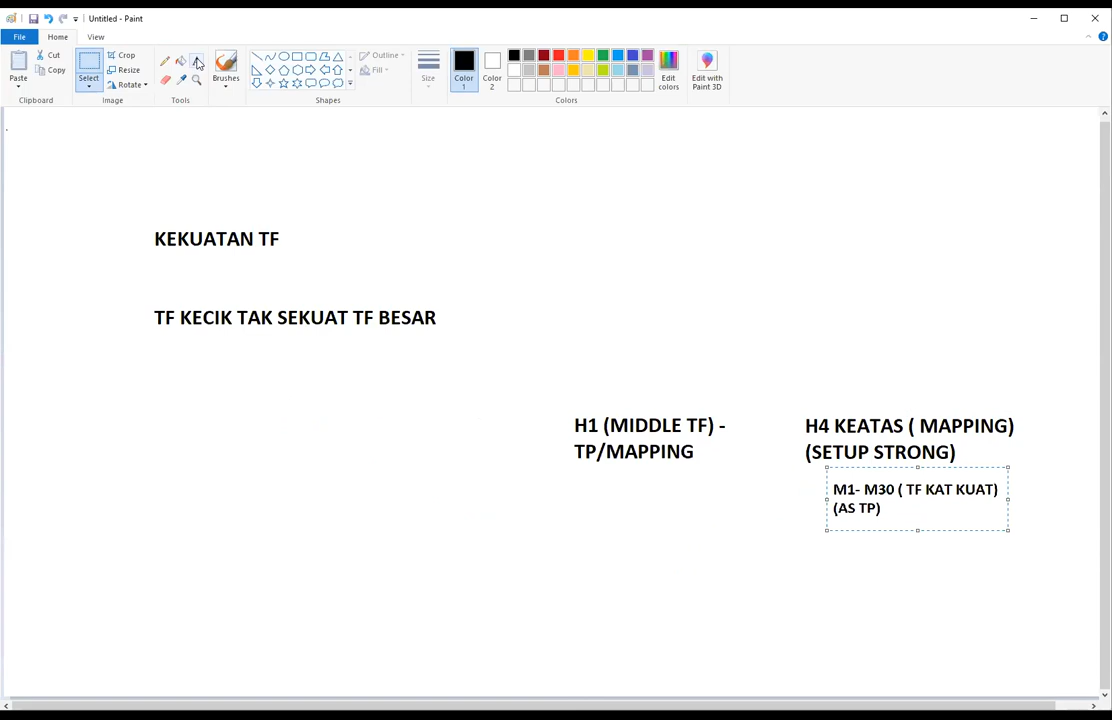 Untitled - Paint
File
Home
View
Paste
Cut
Copy
Clipboard
Select
Crop
Resize
Rotate
Image
Tools
Brushes
Shapes
Outline
Fill
Size
Color
1
Color
2
Colors
Edit
colors
Edit with
Paint 3D
KEKUATAN TF
TF KECIK TAK SEKUAT TF BESAR
H1 (MIDDLE TF) -
TP/MAPPING
H4 KEATAS ( MAPPING)
(SETUP STRONG)
M1- M30 ( TF KAT KUAT)
(AS TP)